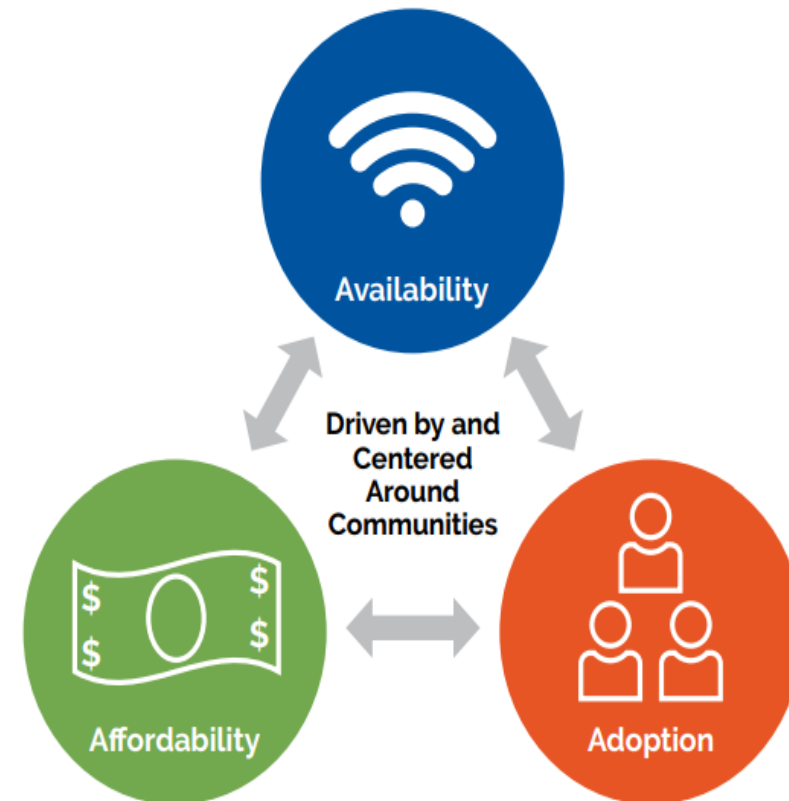 Availability
Driven by and
Centered
Around
Communities
$ $
$ $
Affordability
Adoption